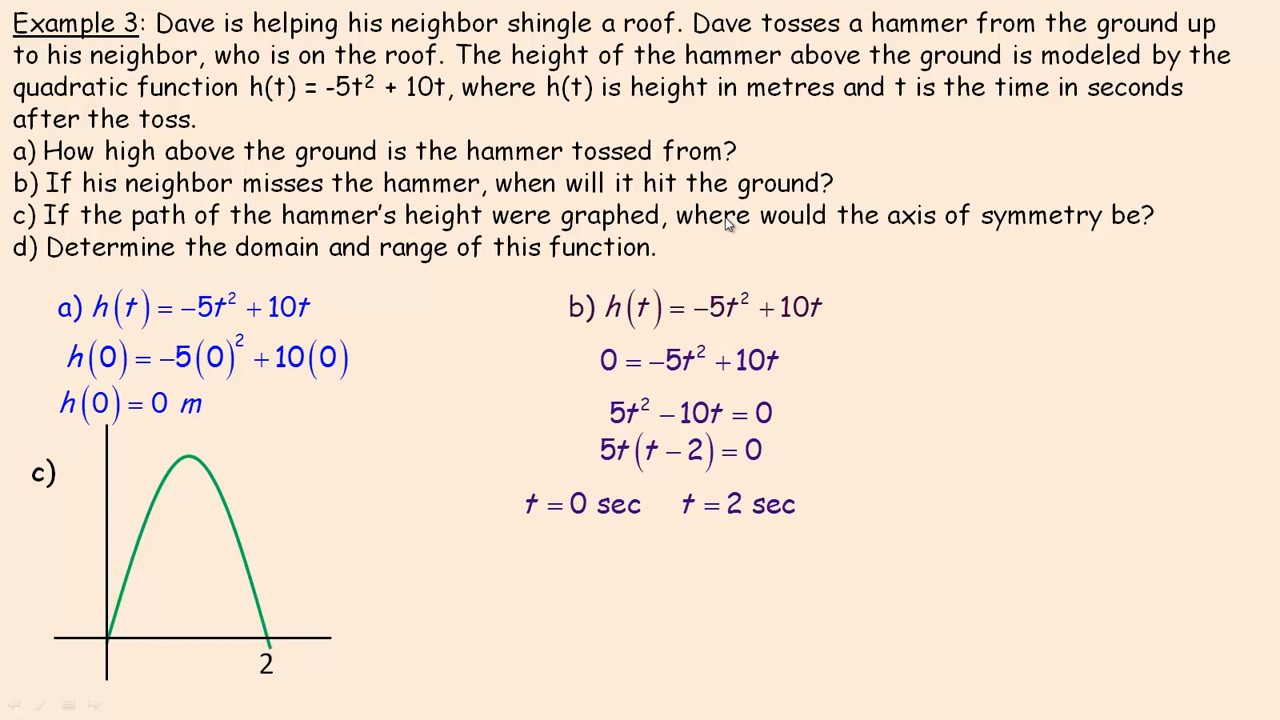 Example 3: Dave is helping his neighbor shingle a roof. Dave tosses a hammer from the ground up
to his neighbor, who is on the roof. The height of the hammer above the ground is modeled by the
quadratic function h(t) = -5t² + 10t, where h(t) is height in metres and t is the time in seconds
after the toss.
a) How high above the ground is the hammer tossed from?
b) If his neighbor misses the hammer, when will it hit the ground?
c) If the path of the hammer's height were graphed, where would the axis of symmetry be?
d) Determine the domain and range of this function.
a) h(t) = −5t² + 10t
h(0) = −5(0)² + 10(0)
h(0) = 0 m
b) h(t) = −5t² + 10t
0 = −5t² + 10t
5t² − 10t = 0
5t(t − 2) = 0
t = 0 sec t = 2 sec
c)
2